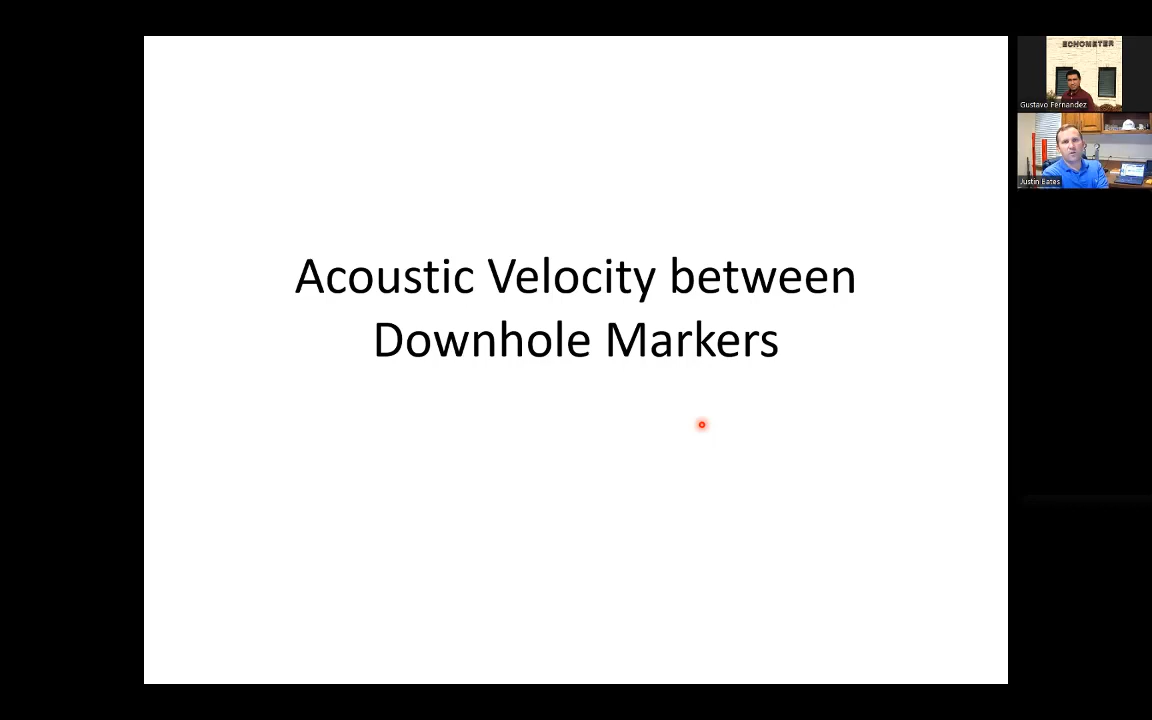 Acoustic Velocity between
Downhole Markers
ECHOMETER
Gustavo Fernandez
Justin Bates